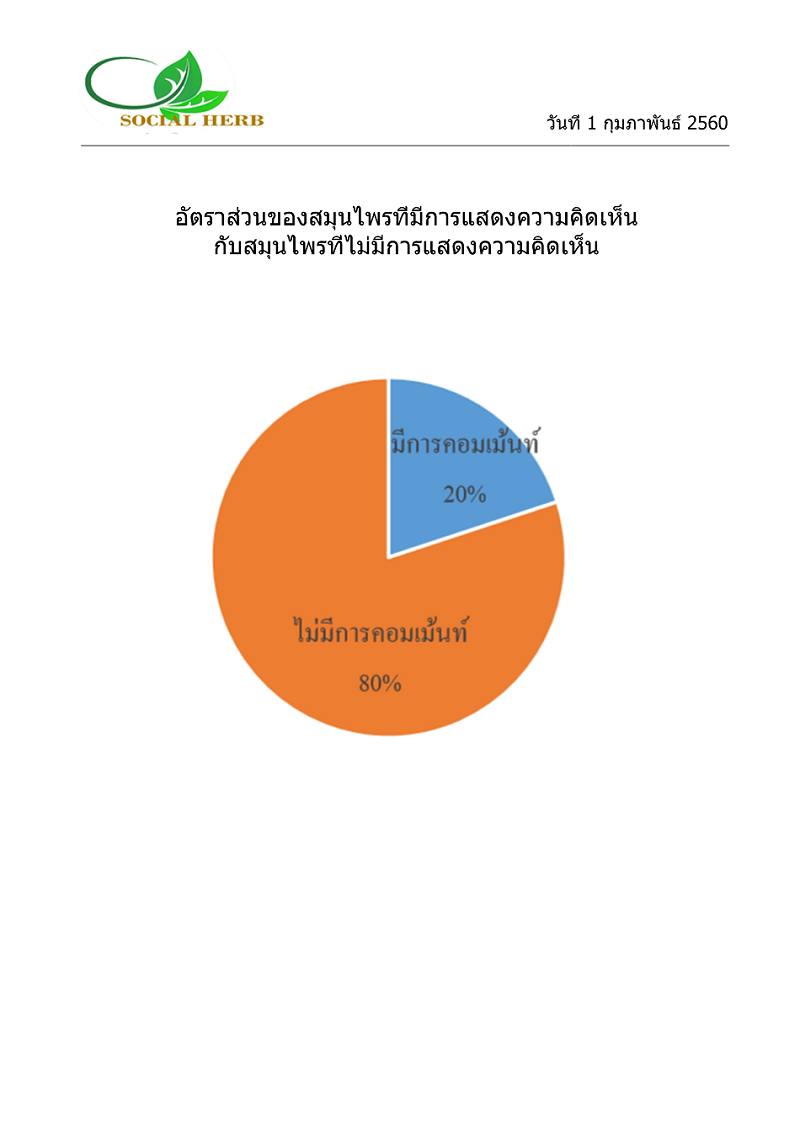 SOCIAL HERB
วันที่ 1 กุมภาพันธ์ 2560
อัตราส่วนของสมุนไพรที่มีการแสดงความคิดเห็น
กับสมุนไพรที่ไม่มีการแสดงความคิดเห็น
มีการคอมเม้นท์
20%
ไม่มีการคอมเม้นท์
80%